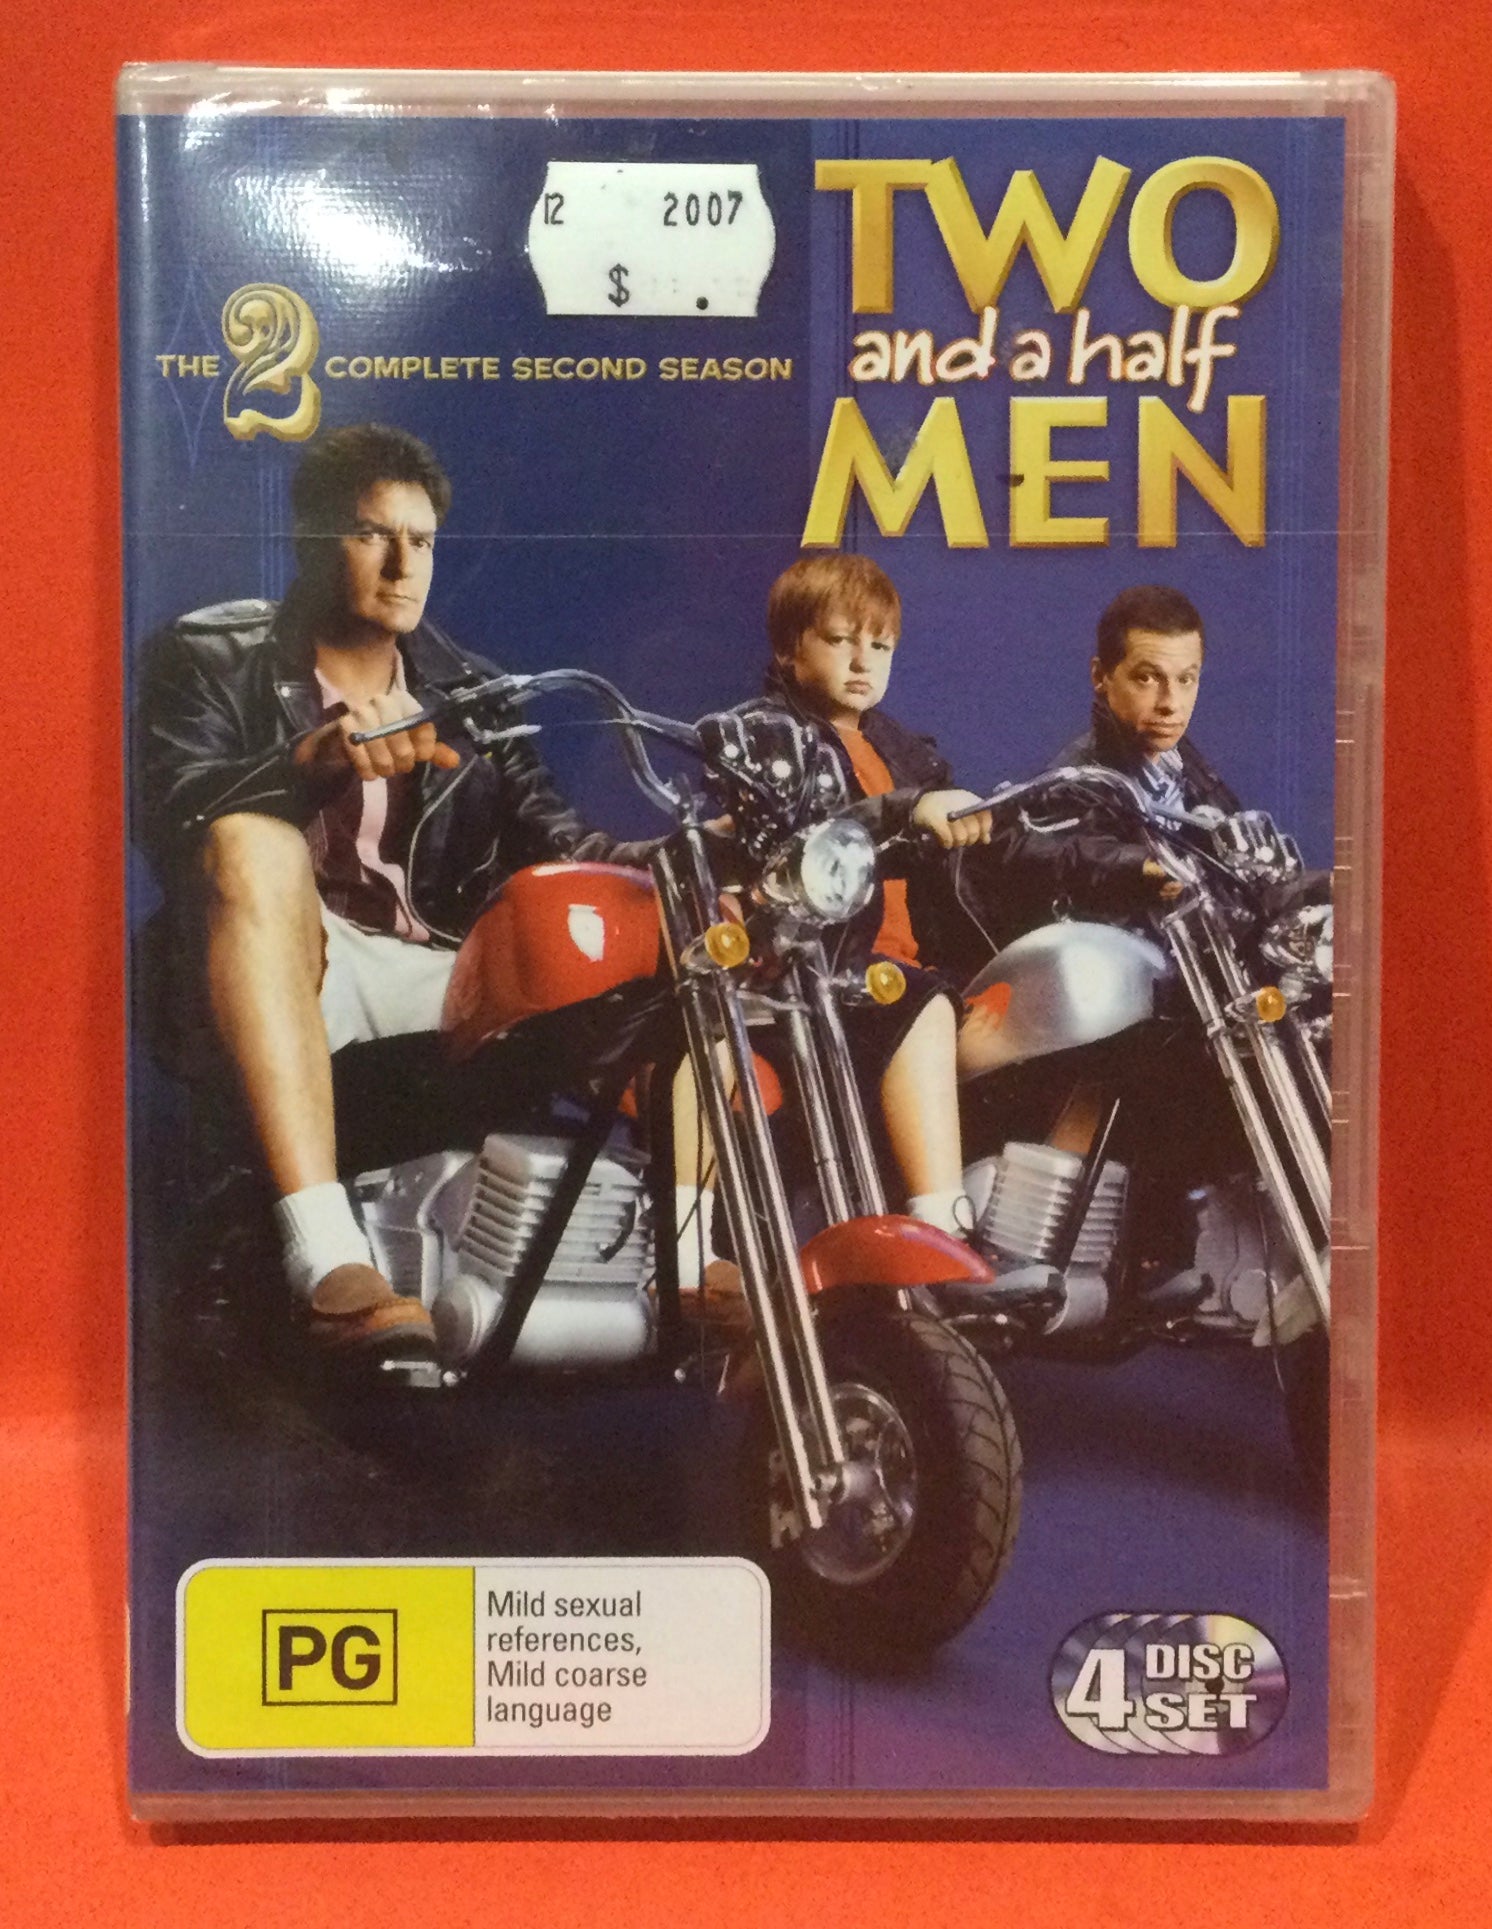 12 2007
$ .
TWO
and a half
MEN
THE 2 COMPLETE SECOND SEASON
PG
Mild sexual
references,
Mild coarse
language
4 DISC
SET